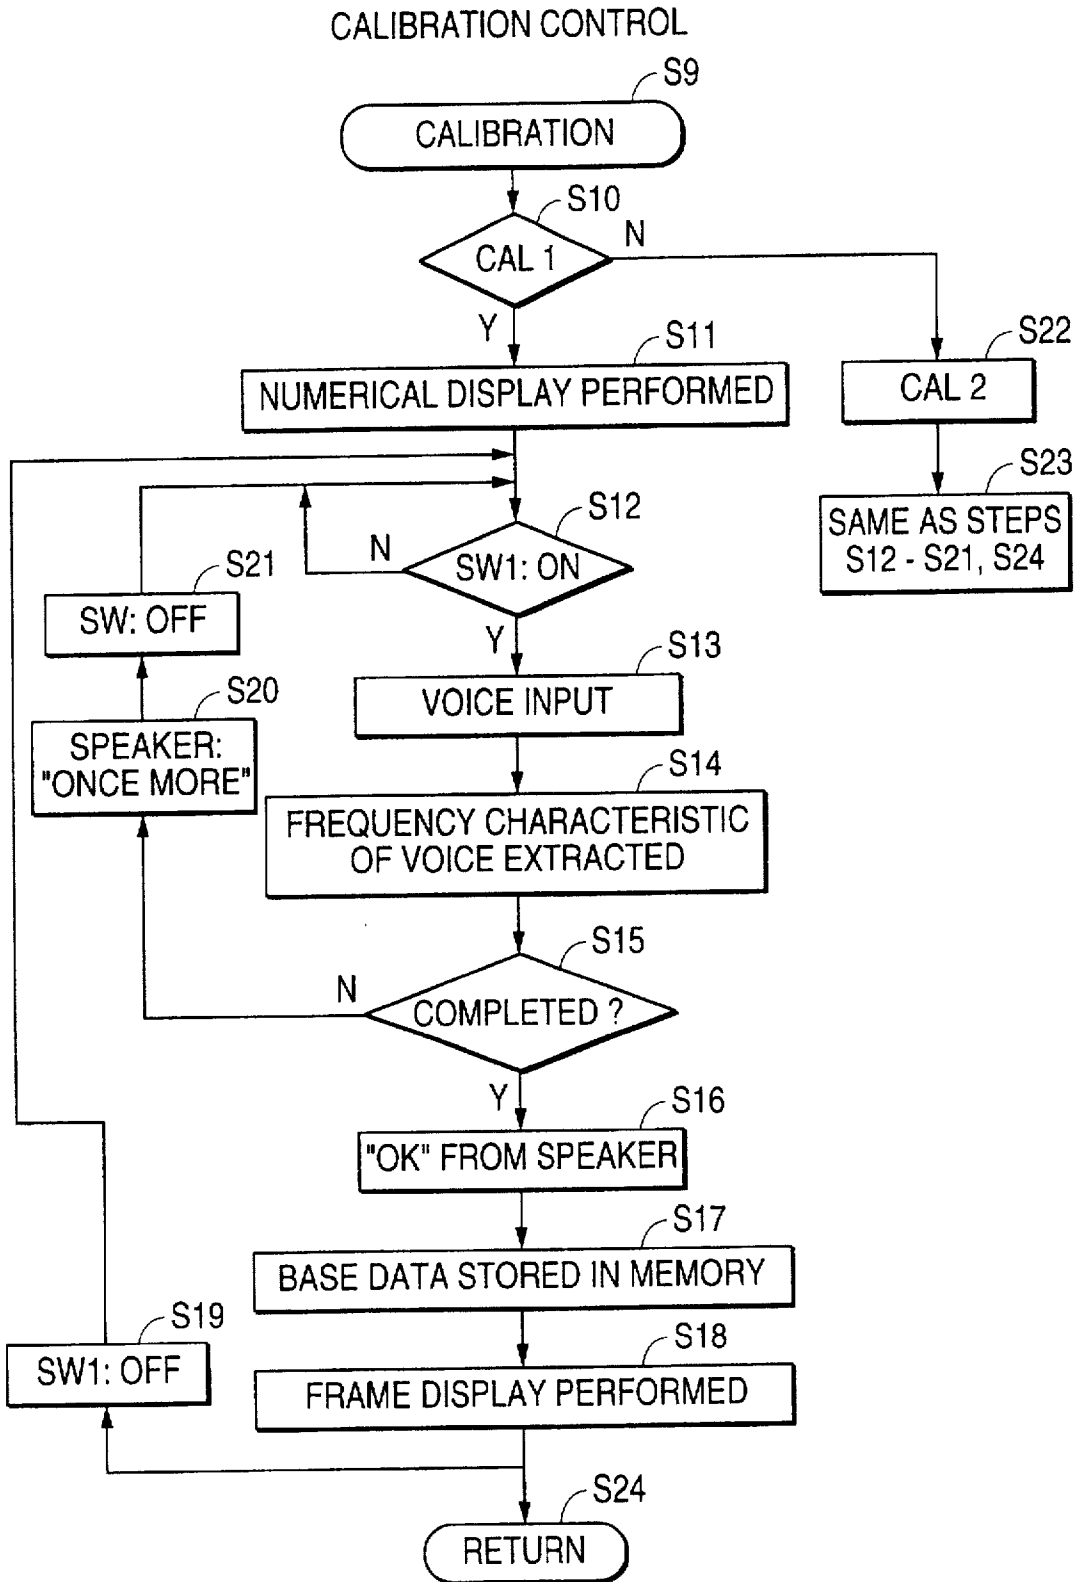 CALIBRATION CONTROL
S9
CALIBRATION
S10
CAL 1
N
Y
S11
NUMERICAL DISPLAY PERFORMED
S22
CAL 2
S23
SAME AS STEPS
S12 - S21, S24
S12
SW1: ON
N
Y
S21
SW: OFF
S13
VOICE INPUT
S20
SPEAKER:
"ONCE MORE"
S14
FREQUENCY CHARACTERISTIC
OF VOICE EXTRACTED
S15
COMPLETED ?
N
Y
S16
"OK" FROM SPEAKER
S17
BASE DATA STORED IN MEMORY
S19
SW1: OFF
S18
FRAME DISPLAY PERFORMED
S24
RETURN